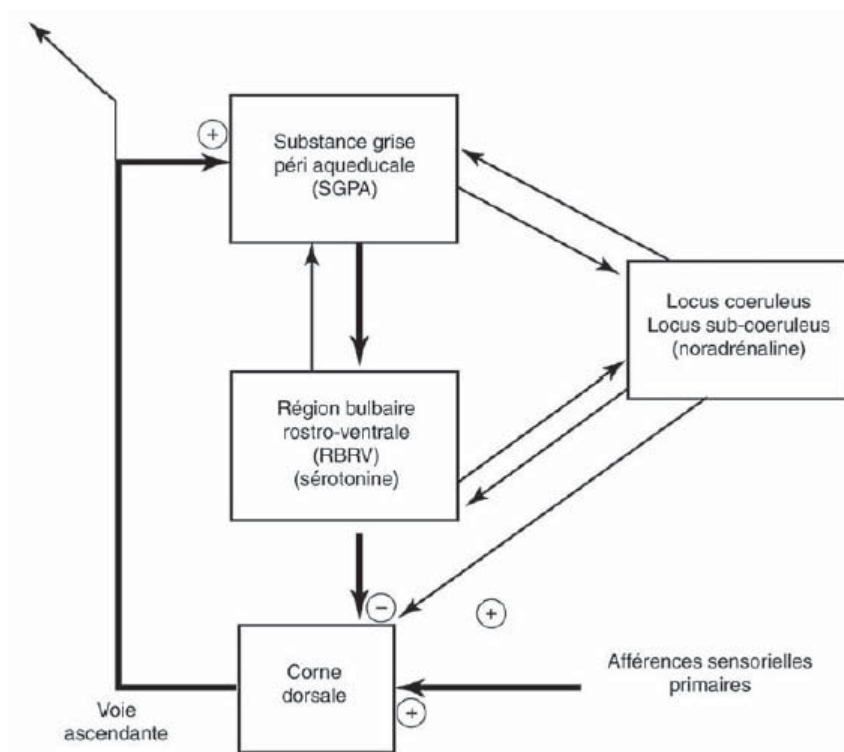 +
Substance grise
péri aqueducale
(SGPA)
Locus coeruleus
Locus sub-coeruleus
(noradrénaline)
Région bulbaire
rostro-ventrale
(RBRV)
(sérotonine)
−
+
Corne
dorsale
Afférences sensorielles
primaires
+
Voie
ascendante